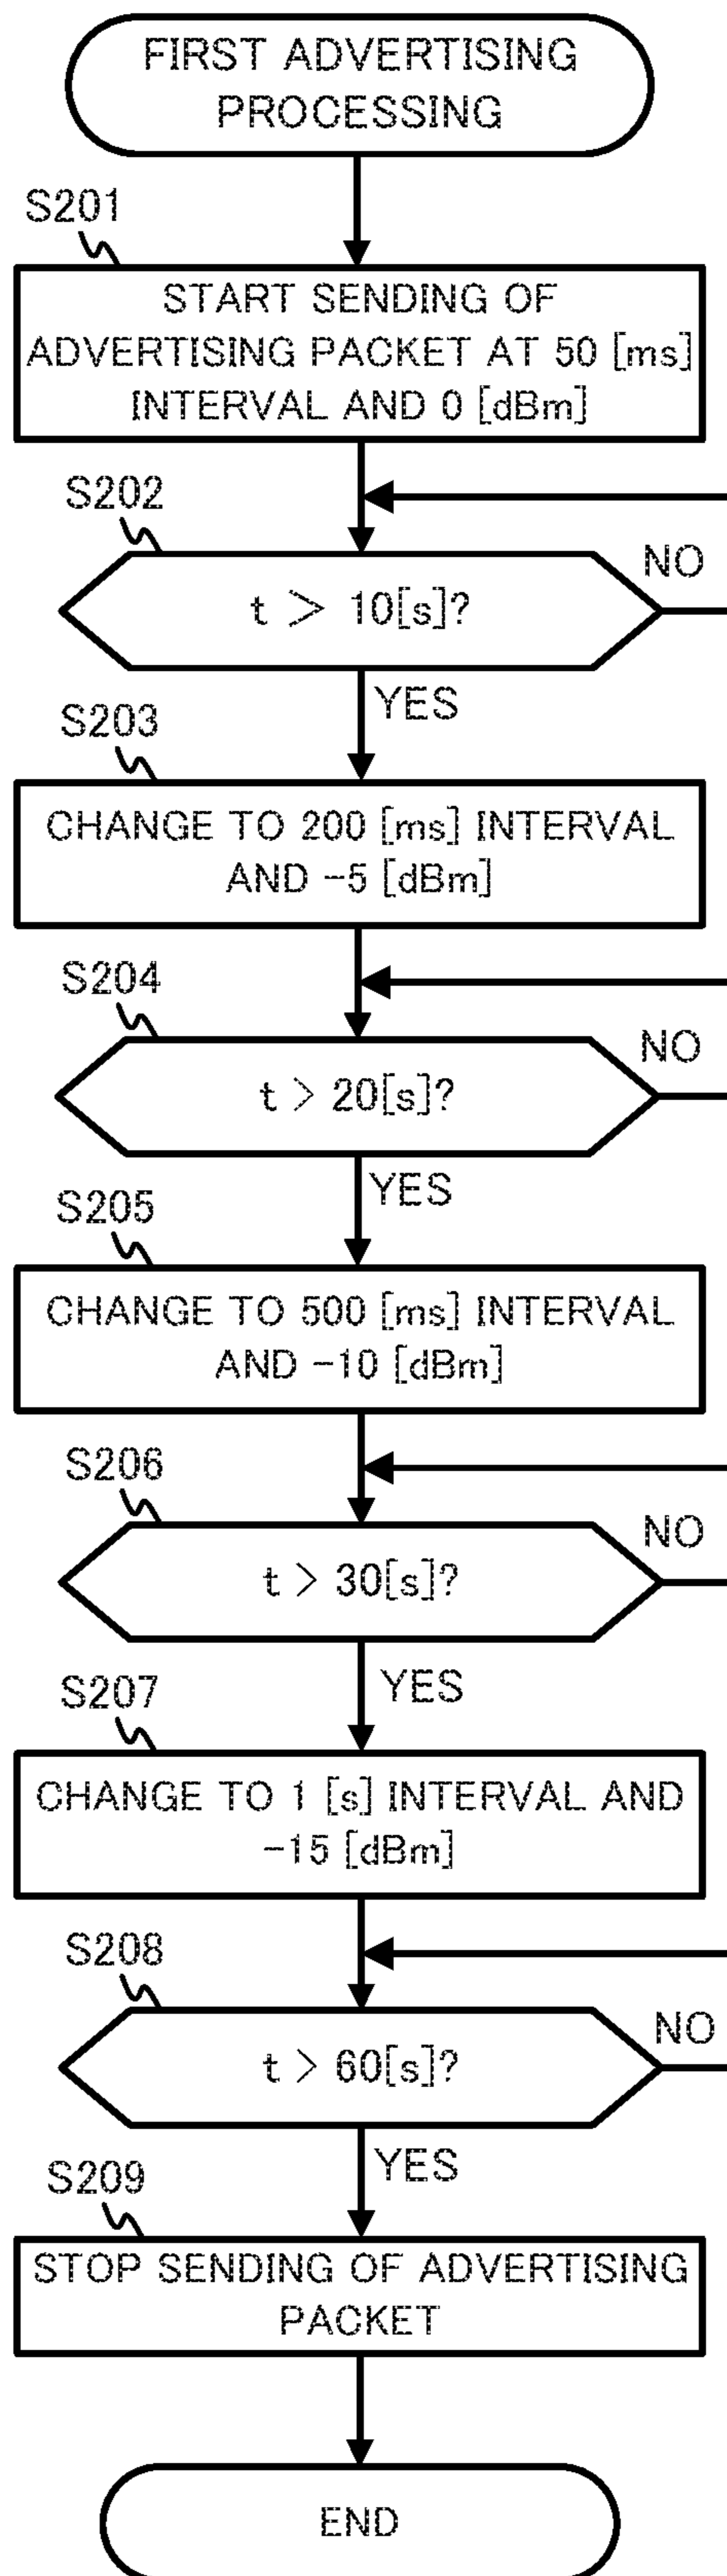 FIRST ADVERTISING
PROCESSING
S201
START SENDING OF
ADVERTISING PACKET AT 50 [ms]
INTERVAL AND 0 [dBm]
S202
NO
t > 10[s]?
YES
S203
CHANGE TO 200 [ms] INTERVAL
AND -5 [dBm]
S204
NO
t > 20[s]?
YES
S205
CHANGE TO 500 [ms] INTERVAL
AND -10 [dBm]
S206
NO
t > 30[s]?
YES
S207
CHANGE TO 1 [s] INTERVAL AND
-15 [dBm]
S208
NO
t > 60[s]?
YES
S209
STOP SENDING OF ADVERTISING
PACKET
END